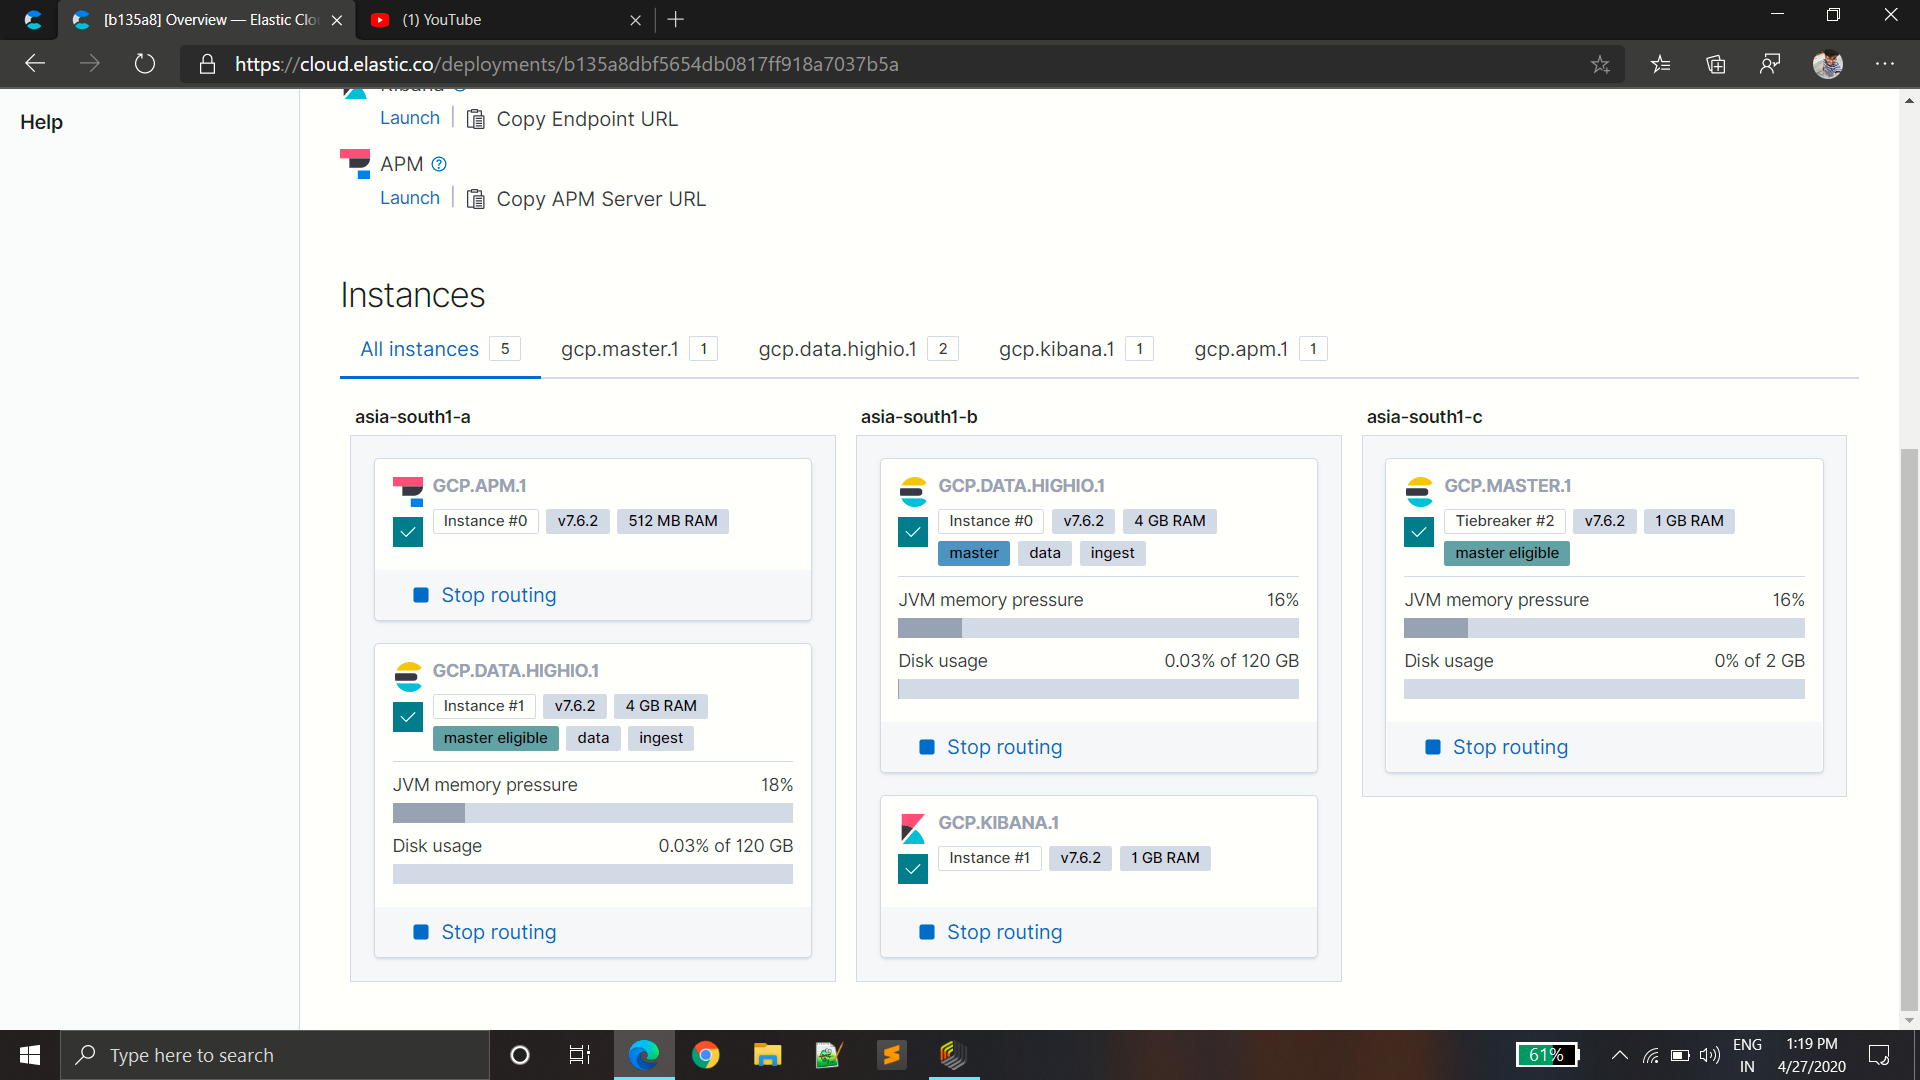 [b135a8] Overview — Elastic Clo
(1) YouTube
https://cloud.elastic.co/deployments/b135a8dbf5654db0817ff918a7037b5a
Help
Kibana
Launch
Copy Endpoint URL
APM
Launch
Copy APM Server URL
Instances
All instances 5
gcp.master.1 1
gcp.data.highio.1 2
gcp.kibana.1 1
gcp.apm.1 1
asia-south1-a
GCP.APM.1
Instance #0 v7.6.2 512 MB RAM
Stop routing
GCP.DATA.HIGHIO.1
Instance #1 v7.6.2 4 GB RAM
master eligible data ingest
JVM memory pressure 18%
Disk usage 0.03% of 120 GB
Stop routing
asia-south1-b
GCP.DATA.HIGHIO.1
Instance #0 v7.6.2 4 GB RAM
master data ingest
JVM memory pressure 16%
Disk usage 0.03% of 120 GB
Stop routing
GCP.KIBANA.1
Instance #1 v7.6.2 1 GB RAM
Stop routing
asia-south1-c
GCP.MASTER.1
Tiebreaker #2 v7.6.2 1 GB RAM
master eligible
JVM memory pressure 16%
Disk usage 0% of 2 GB
Stop routing
Type here to search
61%
ENG
IN
1:19 PM
4/27/2020